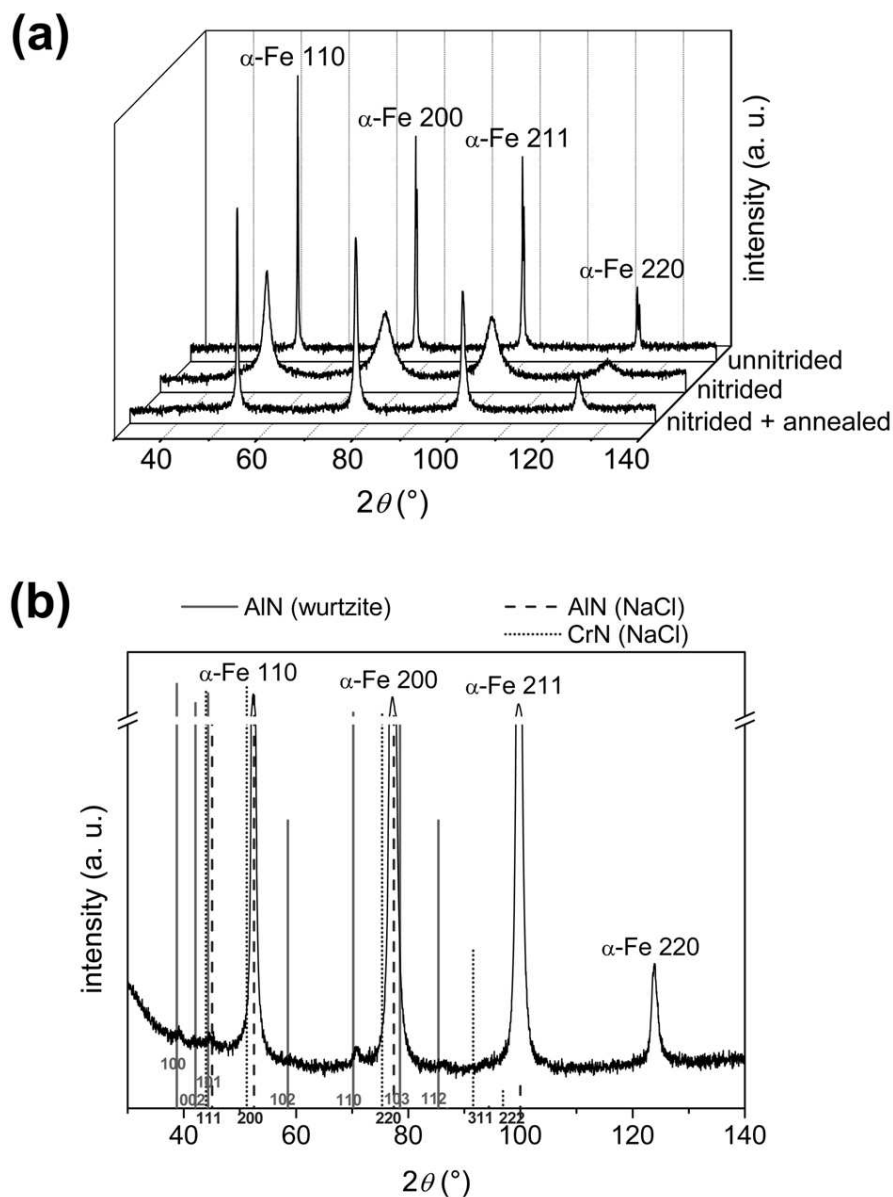 (a)
α-Fe 110
α-Fe 200
α-Fe 211
α-Fe 220
intensity (a. u.)
unnitrided
nitrided
nitrided + annealed
40 60 80 100 120 140
2θ (°)
(b)
AlN (wurtzite)
AlN (NaCl)
CrN (NaCl)
α-Fe 110
α-Fe 200
α-Fe 211
α-Fe 220
intensity (a. u.)
100
002
101
102
110
103
112
111
200
220
311
222
40 60 80 100 120 140
2θ (°)